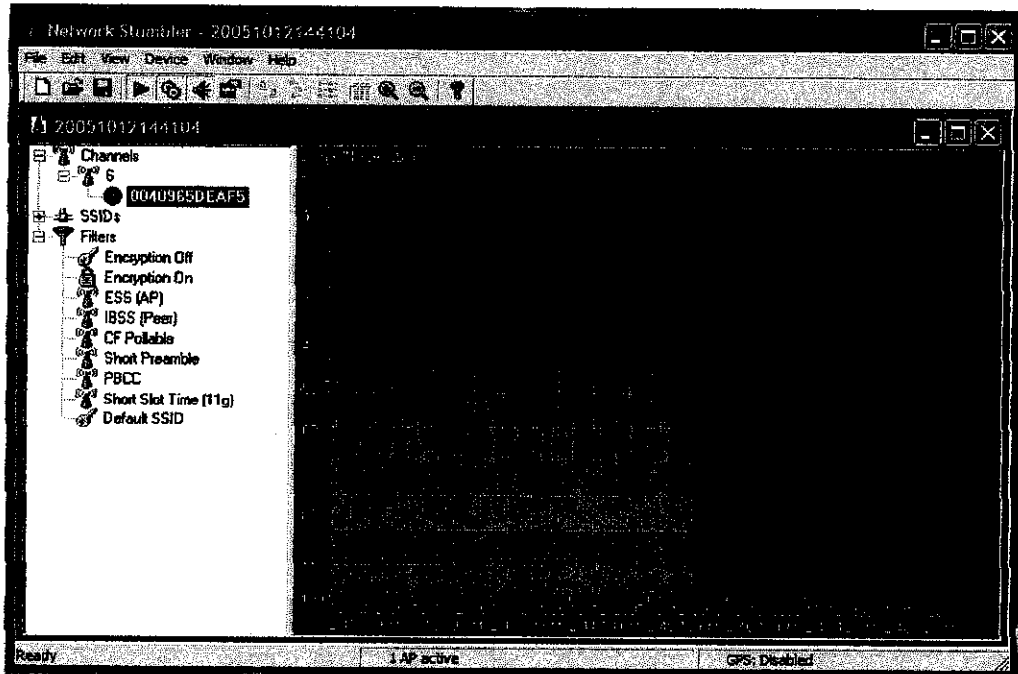 Network Stumbler - 20051012144104
File Edit View Device Window Help
20051012144104
Channels
6
0040965DEAF5
SSIDs
Filters
Encryption Off
Encryption On
ESS (AP)
IBSS (Peer)
CF Pollable
Short Preamble
PBCC
Short Slot Time (11g)
Default SSID
Ready
1 AP active
GPS: Disabled